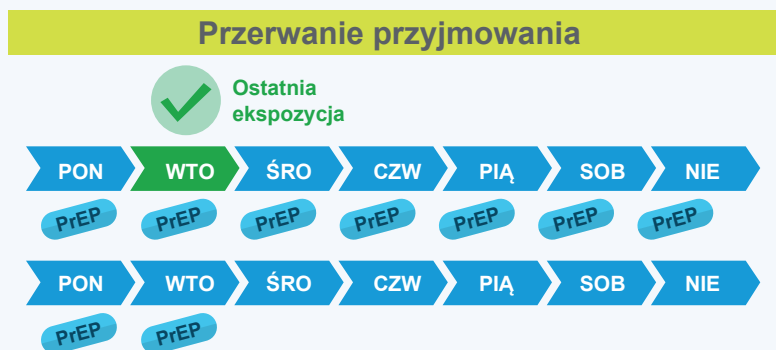 Przerwanie przyjmowania
Ostatnia
ekspozycja
PON WTO ŚRO CZW PIĄ SOB NIE
PrEP PrEP PrEP PrEP PrEP PrEP PrEP
PON WTO ŚRO CZW PIĄ SOB NIE
PrEP PrEP